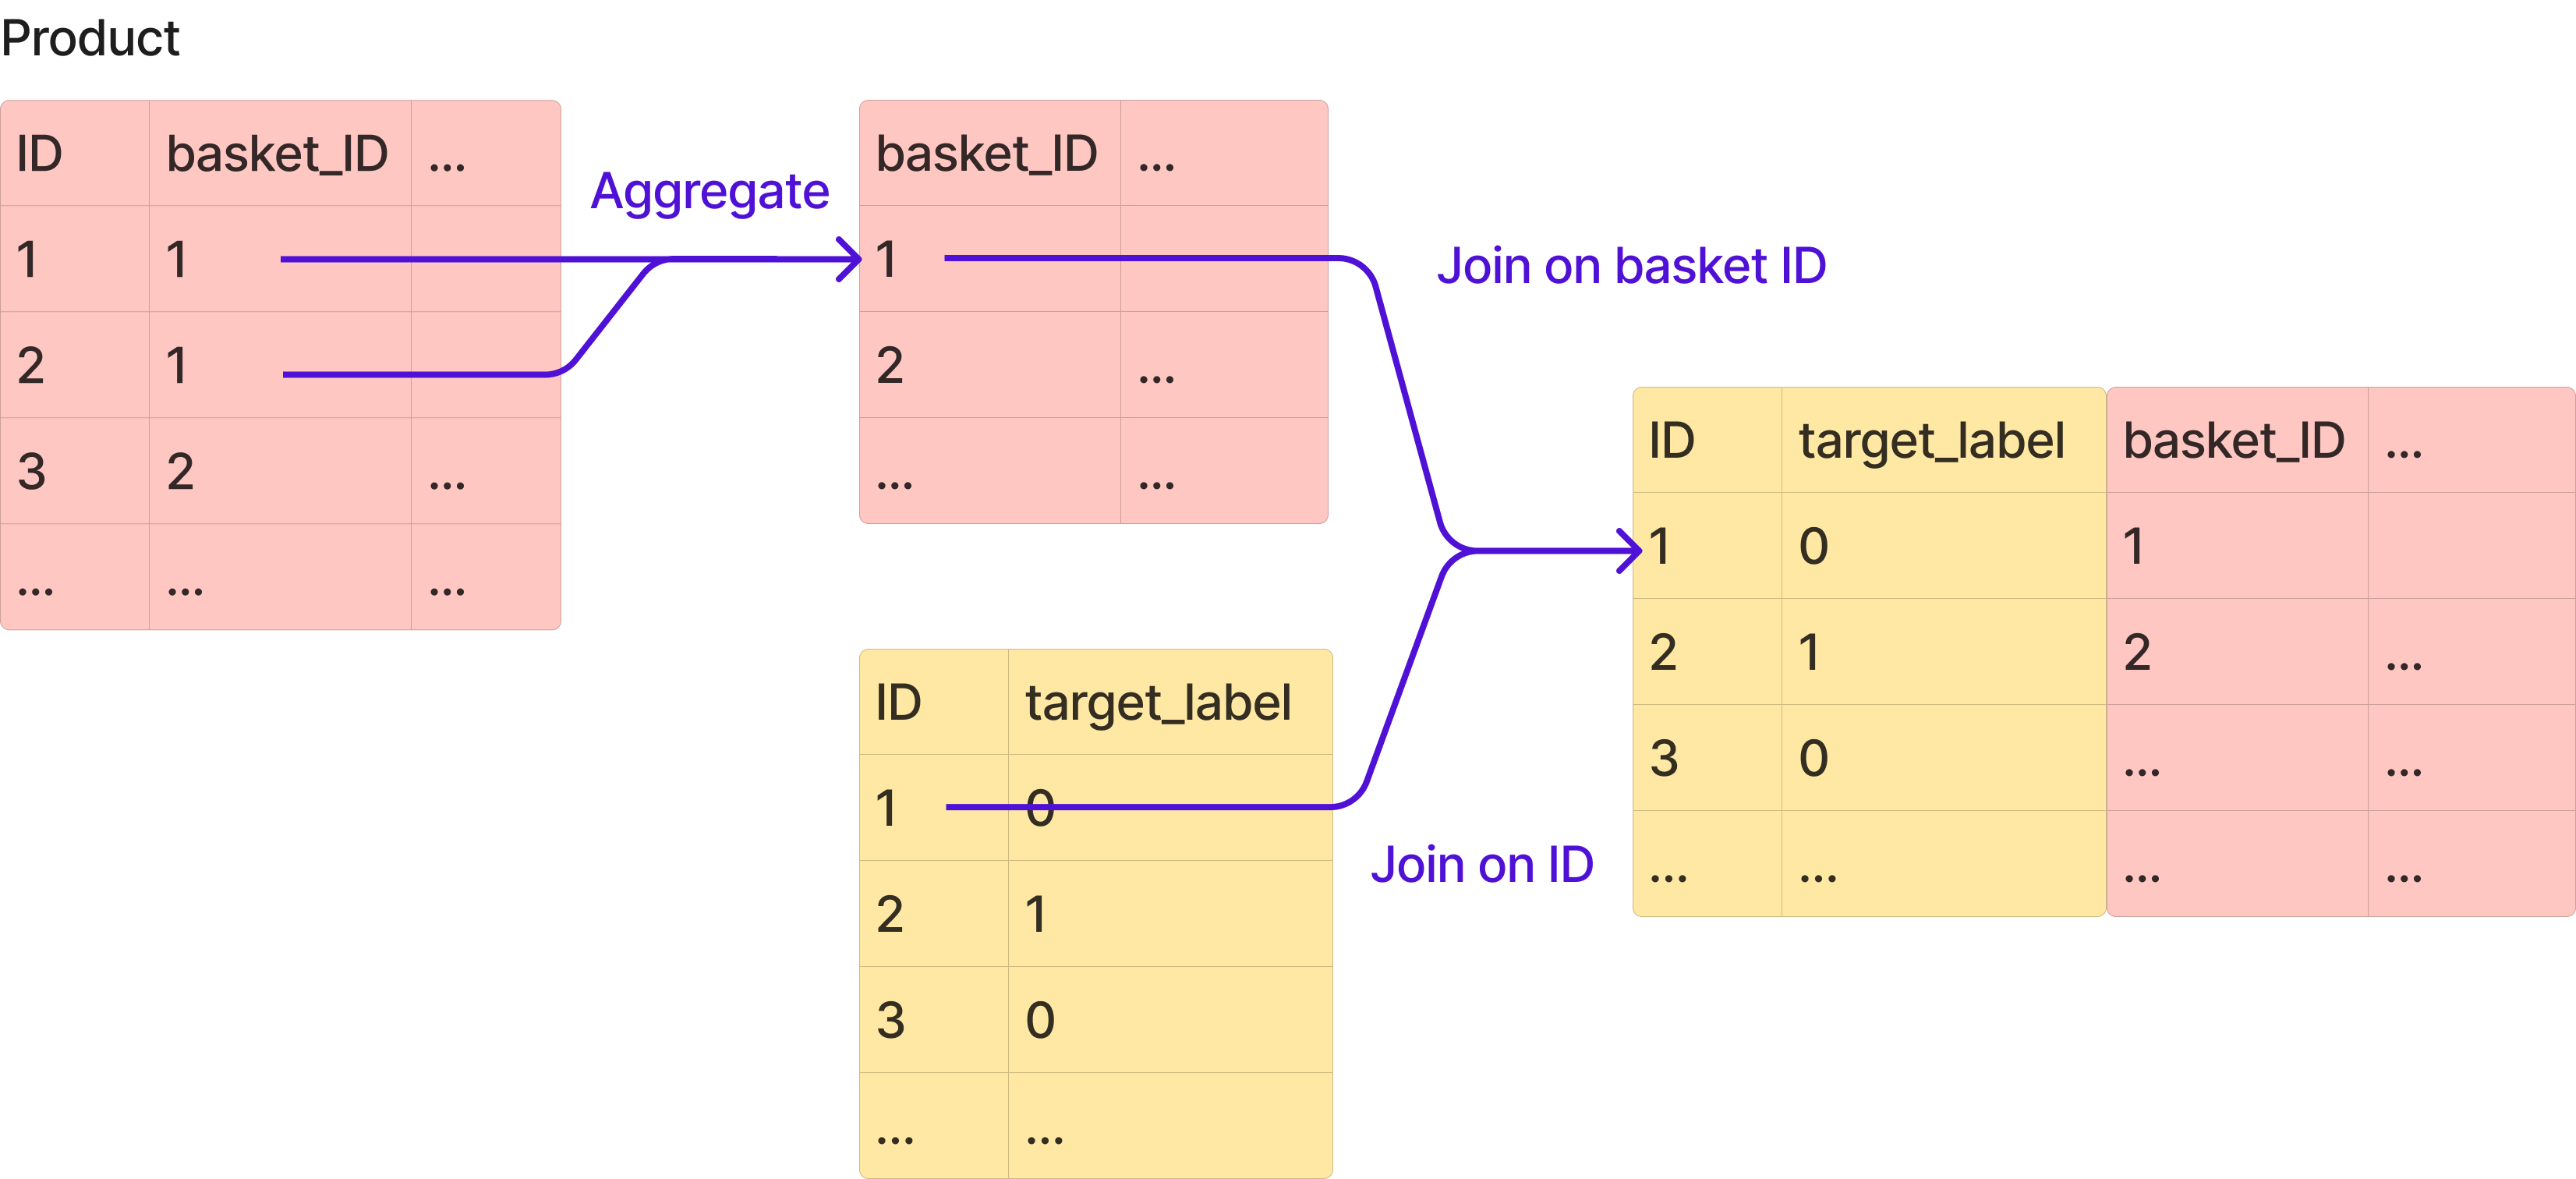 Product
ID basket_ID ...
1 1
2 1
3 2 ...
... ... ...
Aggregate
basket_ID ...
1
2 ...
... ...
Join on basket ID
ID target_label
1 0
2 1
3 0
... ...
Join on ID
ID target_label basket_ID ...
1 0 1
2 1 2 ...
3 0 ... ...
... ... ... ...